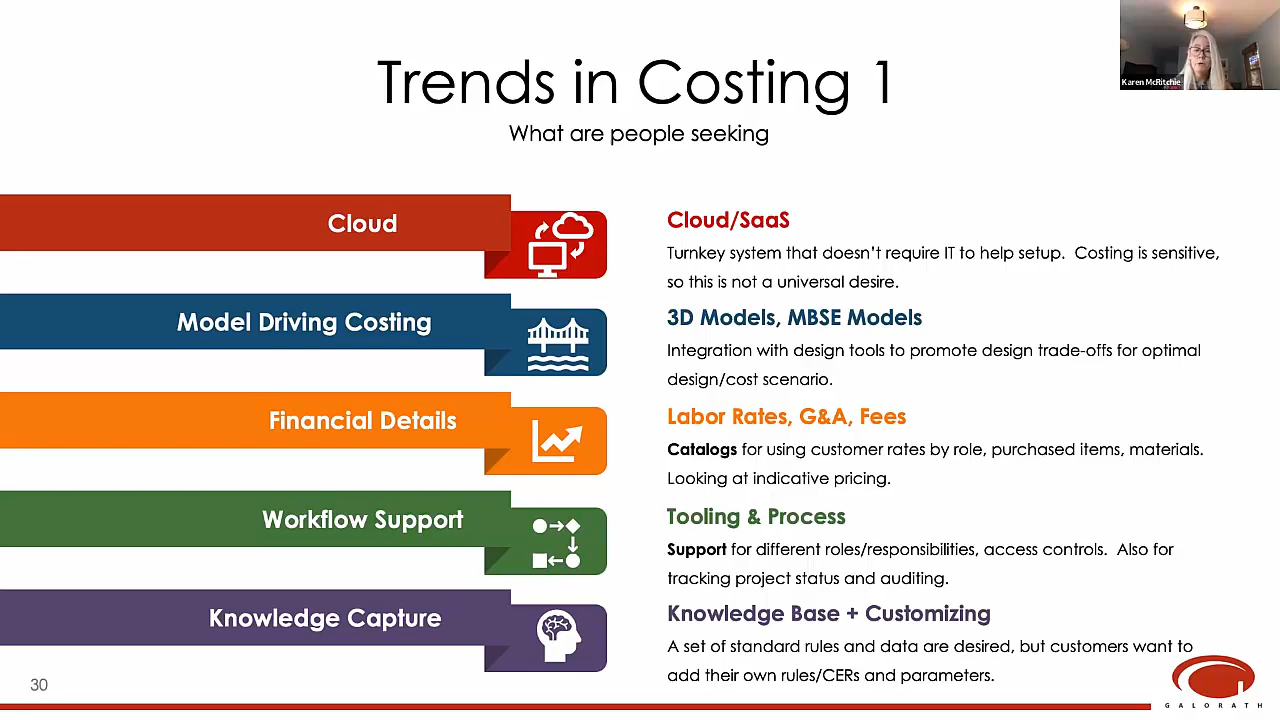 Trends in Costing 1
What are people seeking
Karen McRitchie
Cloud
Cloud/SaaS
Turnkey system that doesn't require IT to help setup.  Costing is sensitive,
so this is not a universal desire.
Model Driving Costing
3D Models, MBSE Models
Integration with design tools to promote design trade-offs for optimal
design/cost scenario.
Financial Details
Labor Rates, G&A, Fees
Catalogs for using customer rates by role, purchased items, materials.
Looking at indicative pricing.
Workflow Support
Tooling & Process
Support for different roles/responsibilities, access controls.  Also for
tracking project status and auditing.
Knowledge Capture
Knowledge Base + Customizing
A set of standard rules and data are desired, but customers want to
add their own rules/CERs and parameters.
30
GALORATH